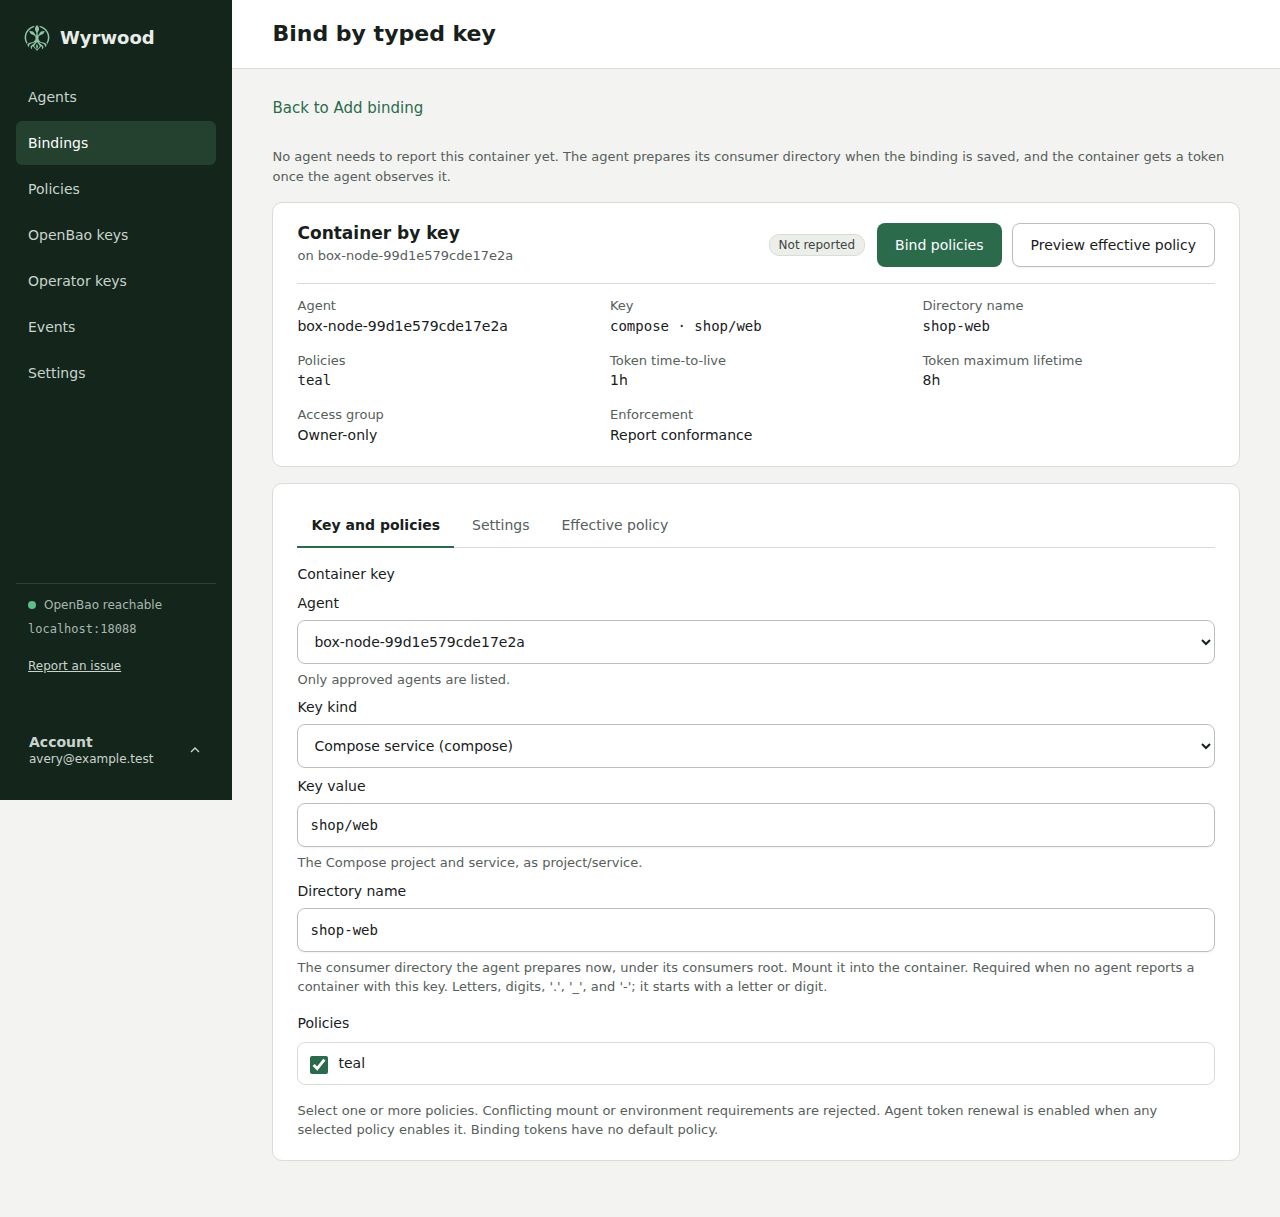 Wyrwood
Agents
Bindings
Policies
OpenBao keys
Operator keys
Events
Settings
OpenBao reachable
localhost:18088
Report an issue
Account
avery@example.test
Bind by typed key
Back to Add binding
No agent needs to report this container yet. The agent prepares its consumer directory when the binding is saved, and the container gets a token
once the agent observes it.
Container by key
on box-node-99d1e579cde17e2a
Not reported
Bind policies
Preview effective policy
Agent
box-node-99d1e579cde17e2a
Key
compose · shop/web
Directory name
shop-web
Policies
teal
Token time-to-live
1h
Token maximum lifetime
8h
Access group
Owner-only
Enforcement
Report conformance
Key and policies
Settings
Effective policy
Container key
Agent
box-node-99d1e579cde17e2a
Only approved agents are listed.
Key kind
Compose service (compose)
Key value
shop/web
The Compose project and service, as project/service.
Directory name
shop-web
The consumer directory the agent prepares now, under its consumers root. Mount it into the container. Required when no agent reports a
container with this key. Letters, digits, '.', '_', and '-'; it starts with a letter or digit.
Policies
teal
Select one or more policies. Conflicting mount or environment requirements are rejected. Agent token renewal is enabled when any
selected policy enables it. Binding tokens have no default policy.